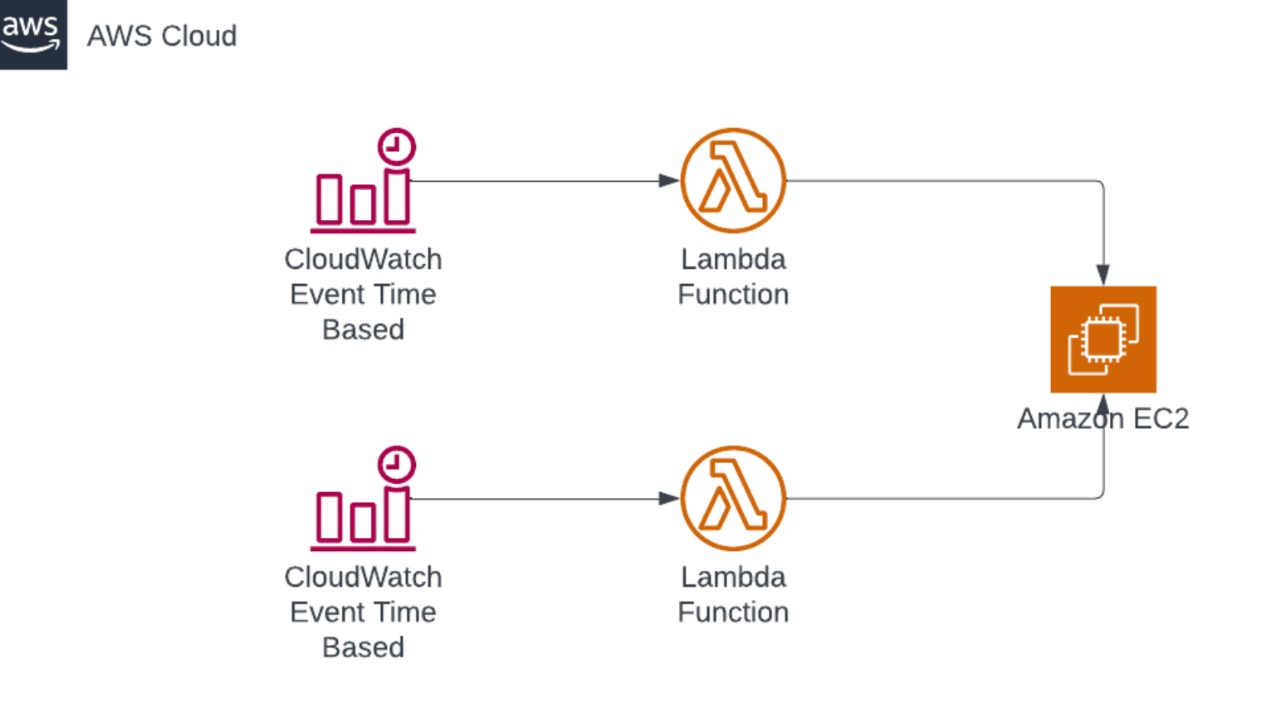 aws
AWS Cloud
CloudWatch
Event Time
Based
Lambda
Function
Amazon EC2
CloudWatch
Event Time
Based
Lambda
Function